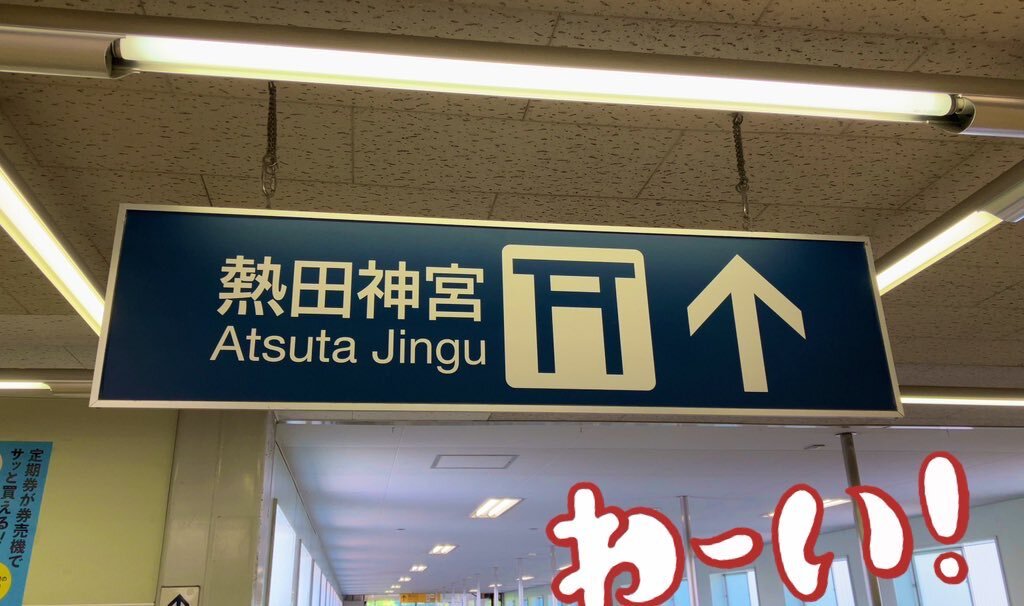 熱田神宮
Atsuta Jingu
定期券が券売機で
サッと買える!
わーい!